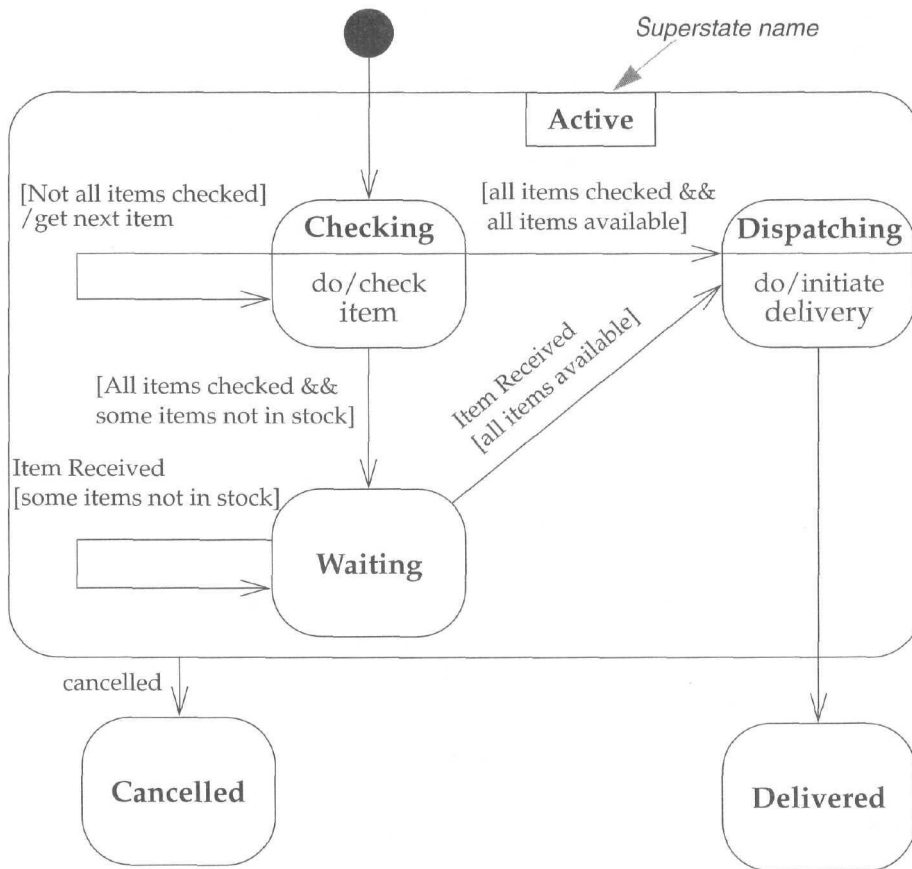 Superstate name
Active
[Not all items checked]
/get next item
[all items checked &&
all items available]
Checking
do/check
item
Dispatching
do/initiate
delivery
[All items checked &&
some items not in stock]
Item Received
[all items available]
Item Received
[some items not in stock]
Waiting
cancelled
Cancelled
Delivered